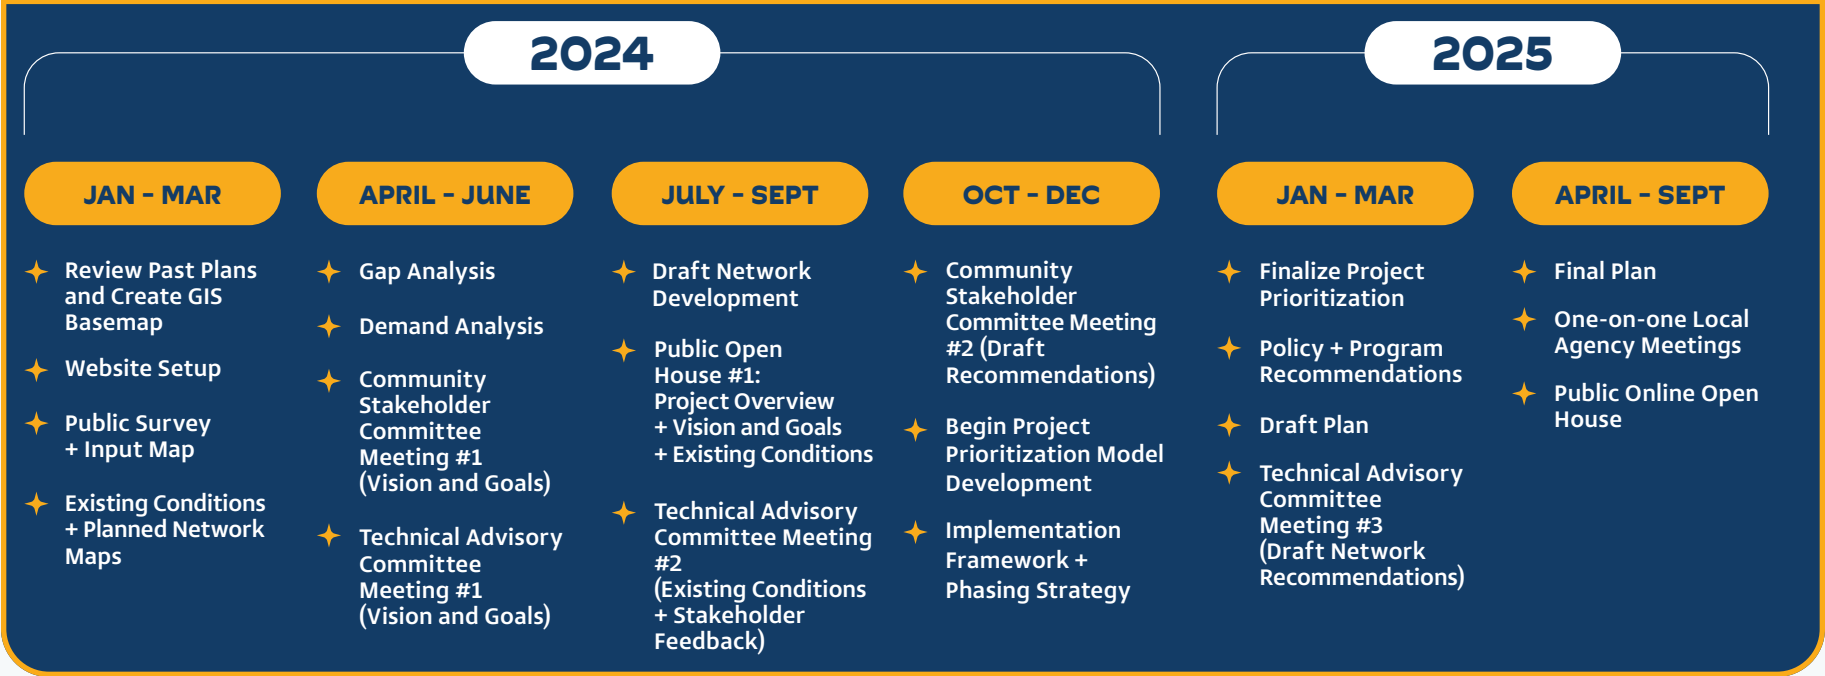 2024
2025
JAN - MAR
Review Past Plans
and Create GIS
Basemap
Website Setup
Public Survey
+ Input Map
Existing Conditions
+ Planned Network
Maps
APRIL - JUNE
Gap Analysis
Demand Analysis
Community
Stakeholder
Committee
Meeting #1
(Vision and Goals)
Technical Advisory
Committee
Meeting #1
(Vision and Goals)
JULY - SEPT
Draft Network
Development
Public Open
House #1:
Project Overview
+ Vision and Goals
+ Existing Conditions
Technical Advisory
Committee Meeting
#2
(Existing Conditions
+ Stakeholder
Feedback)
OCT - DEC
Community
Stakeholder
Committee Meeting
#2 (Draft
Recommendations)
Begin Project
Prioritization Model
Development
Implementation
Framework +
Phasing Strategy
JAN - MAR
Finalize Project
Prioritization
Policy + Program
Recommendations
Draft Plan
Technical Advisory
Committee
Meeting #3
(Draft Network
Recommendations)
APRIL - SEPT
Final Plan
One-on-one Local
Agency Meetings
Public Online Open
House